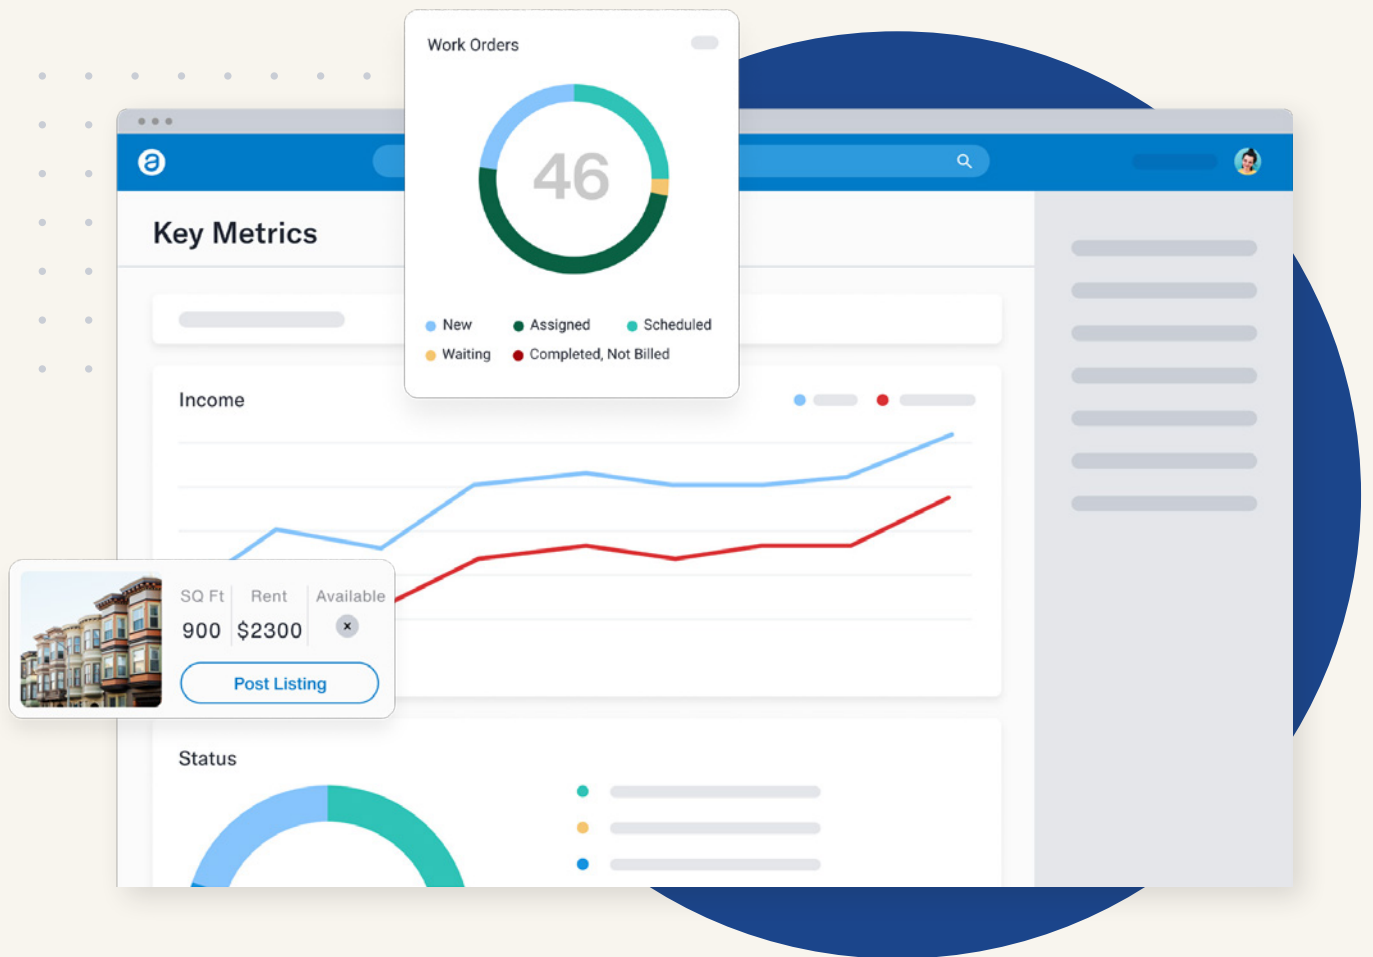 Work Orders
46
New Assigned Scheduled
Waiting Completed, Not Billed
a
Key Metrics
Income
SQ Ft Rent Available
900 $2300 x
Post Listing
Status